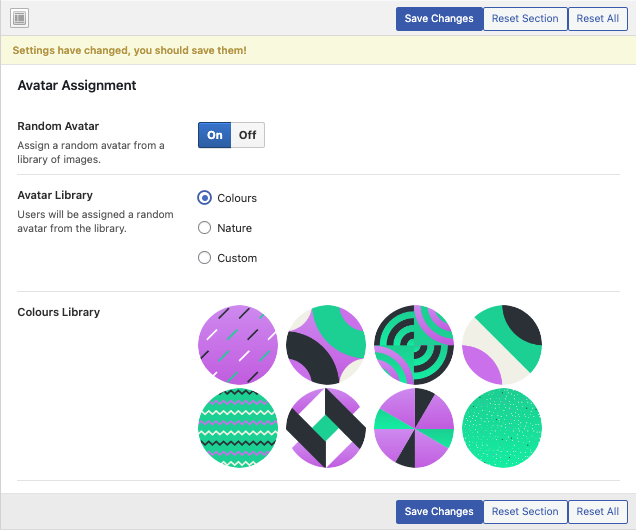 Save Changes Reset Section Reset All
Settings have changed, you should save them!
Avatar Assignment
Random Avatar
Assign a random avatar from a
library of images.
On Off
Avatar Library
Users will be assigned a random
avatar from the library.
Colours
Nature
Custom
Colours Library
Save Changes Reset Section Reset All